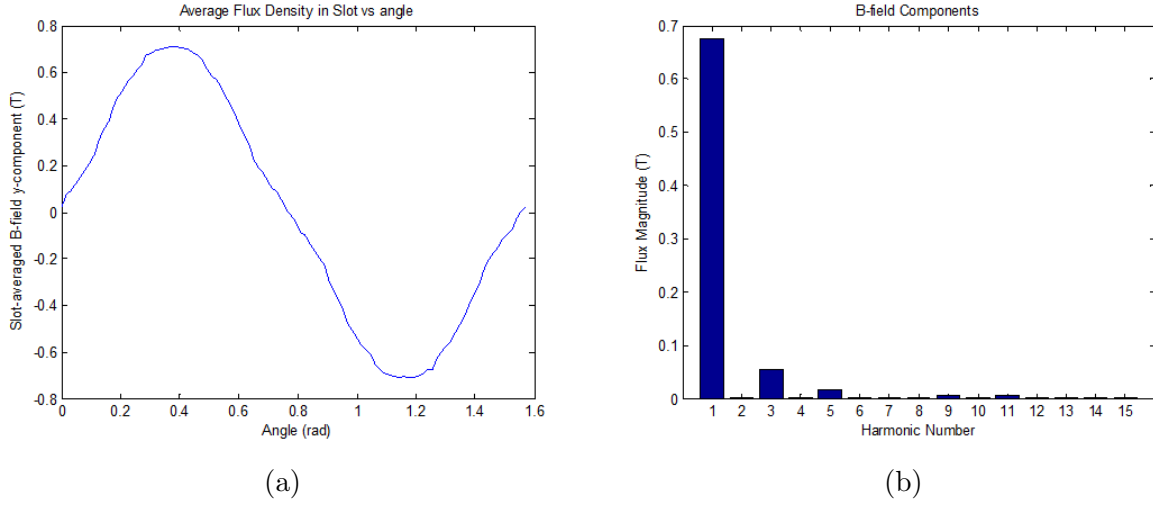 Average Flux Density in Slot vs angle
0.8
0.6
0.4
0.2
0
-0.2
-0.4
-0.6
-0.8
Slot-averaged B-field y-component (T)
0 0.2 0.4 0.6 0.8 1 1.2 1.4 1.6
Angle (rad)
(a)
B-field Components
0.7
0.6
0.5
0.4
0.3
0.2
0.1
0
Flux Magnitude (T)
1 2 3 4 5 6 7 8 9 10 11 12 13 14 15
Harmonic Number
(b)